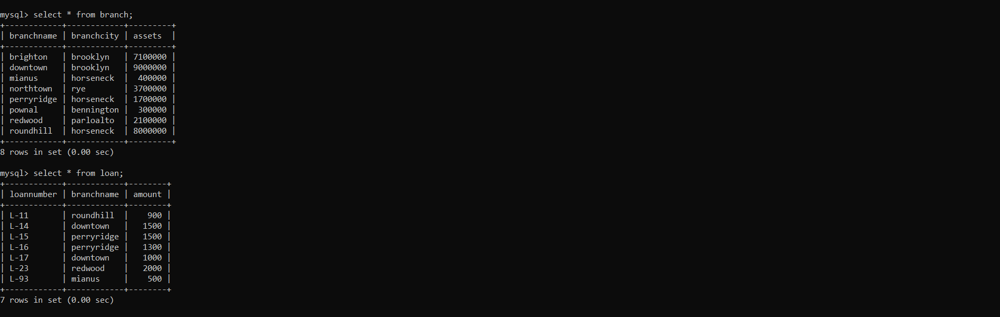 mysql> select * from branch;
+------------+------------+---------+
| branchname | branchcity | assets  |
+------------+------------+---------+
| brighton   | brooklyn   | 7100000 |
| downtown   | brooklyn   | 9000000 |
| mianus     | horseneck  |  400000 |
| northtown  | rye        | 3700000 |
| perryridge | horseneck  | 1700000 |
| pownal     | bennington |  300000 |
| redwood    | parloalto  | 2100000 |
| roundhill  | horseneck  | 8000000 |
+------------+------------+---------+
8 rows in set (0.00 sec)

mysql> select * from loan;
+------------+------------+--------+
| loannumber | branchname | amount |
+------------+------------+--------+
| L-11       | roundhill  |    900 |
| L-14       | downtown   |   1500 |
| L-15       | perryridge |   1500 |
| L-16       | perryridge |   1300 |
| L-17       | downtown   |   1000 |
| L-23       | redwood    |   2000 |
| L-93       | mianus     |    500 |
+------------+------------+--------+
7 rows in set (0.00 sec)